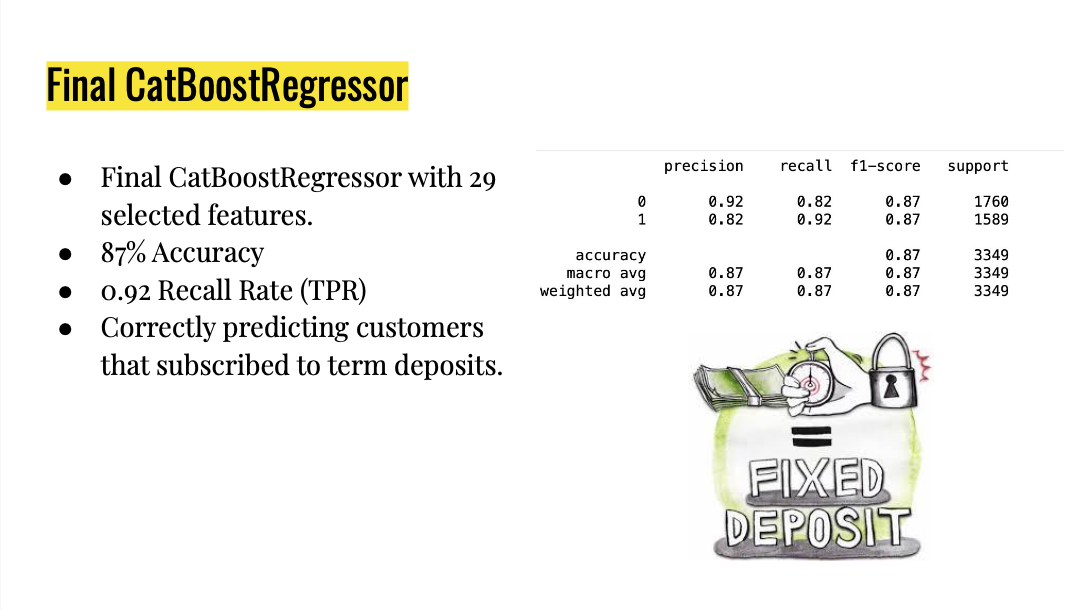 Final CatBoostRegressor
● Final CatBoostRegressor with 29
selected features.
● 87% Accuracy
● 0.92 Recall Rate (TPR)
● Correctly predicting customers
that subscribed to term deposits.
precision recall f1-score support
0 0.92 0.82 0.87 1760
1 0.82 0.92 0.87 1589
accuracy 0.87 3349
macro avg 0.87 0.87 0.87 3349
weighted avg 0.87 0.87 0.87 3349
=
FIXED
DEPOSIT